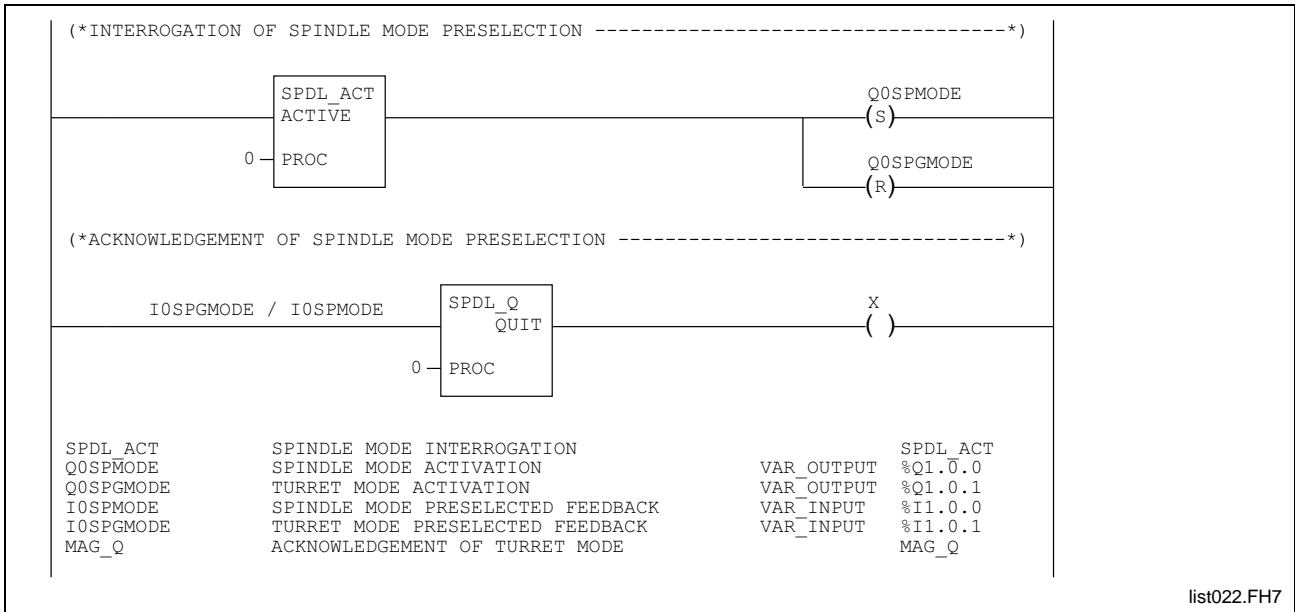 (*INTERROGATION OF SPINDLE MODE PRESELECTION -----------------------------------*)
SPDL_ACT
ACTIVE
Q0SPMODE
(S)
0 PROC
Q0SPGMODE
(R)
(*ACKNOWLEDGEMENT OF SPINDLE MODE PRESELECTION ---------------------------------*)
I0SPGMODE / I0SPMODE
SPDL_Q
QUIT
X
( )
0 PROC
SPDL_ACT SPINDLE MODE INTERROGATION SPDL_ACT
Q0SPMODE SPINDLE MODE ACTIVATION VAR_OUTPUT %Q1.0.0
Q0SPGMODE TURRET MODE ACTIVATION VAR_OUTPUT %Q1.0.1
I0SPMODE SPINDLE MODE PRESELECTED FEEDBACK VAR_INPUT %I1.0.0
I0SPGMODE TURRET MODE PRESELECTED FEEDBACK VAR_INPUT %I1.0.1
MAG_Q ACKNOWLEDGEMENT OF TURRET MODE MAG_Q
list022.FH7